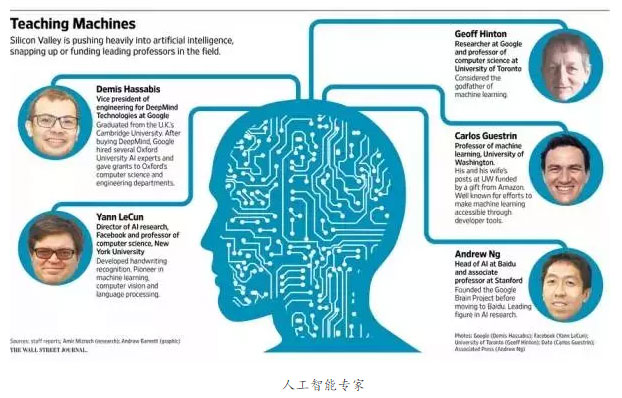 Teaching Machines
Silicon Valley is pushing heavily into artificial intelligence,
snapping up or funding leading professors in the field.
Demis Hassabis
Vice president of
engineering for DeepMind
Technologies at Google
Graduated from the U.K.'s
Cambridge University. After
buying DeepMind, Google
hired several Oxford
University AI experts and
gave grants to Oxford's
computer science and
engineering departments.
Yann LeCun
Director of AI research,
Facebook and professor of
computer science, New
York University
Developed handwriting
recognition. Pioneer in
machine learning,
computer vision and
language processing.
Geoff Hinton
Researcher at Google
and professor of
computer science at
University of Toronto
Considered the
godfather of
machine learning.
Carlos Guestrin
Professor of machine
learning, University of
Washington.
His and his wife's
posts at UW funded
by a gift from Amazon.
Well known for efforts to
make machine learning
accessible through
developer tools.
Andrew Ng
Head of AI at Baidu
and associate
professor at Stanford
Founded the Google
Brain Project before
moving to Baidu. Leading
figure in AI research.
Sources: staff reports; Amir Mizroch (research); Andrew Barnett (graphic)
THE WALL STREET JOURNAL.
Photos: Google (Demis Hassabis); Facebook (Yann LeCun);
University of Toronto (Geoff Hinton); Dato (Carlos Guestrin);
Associated Press (Andrew Ng)
人工智能专家